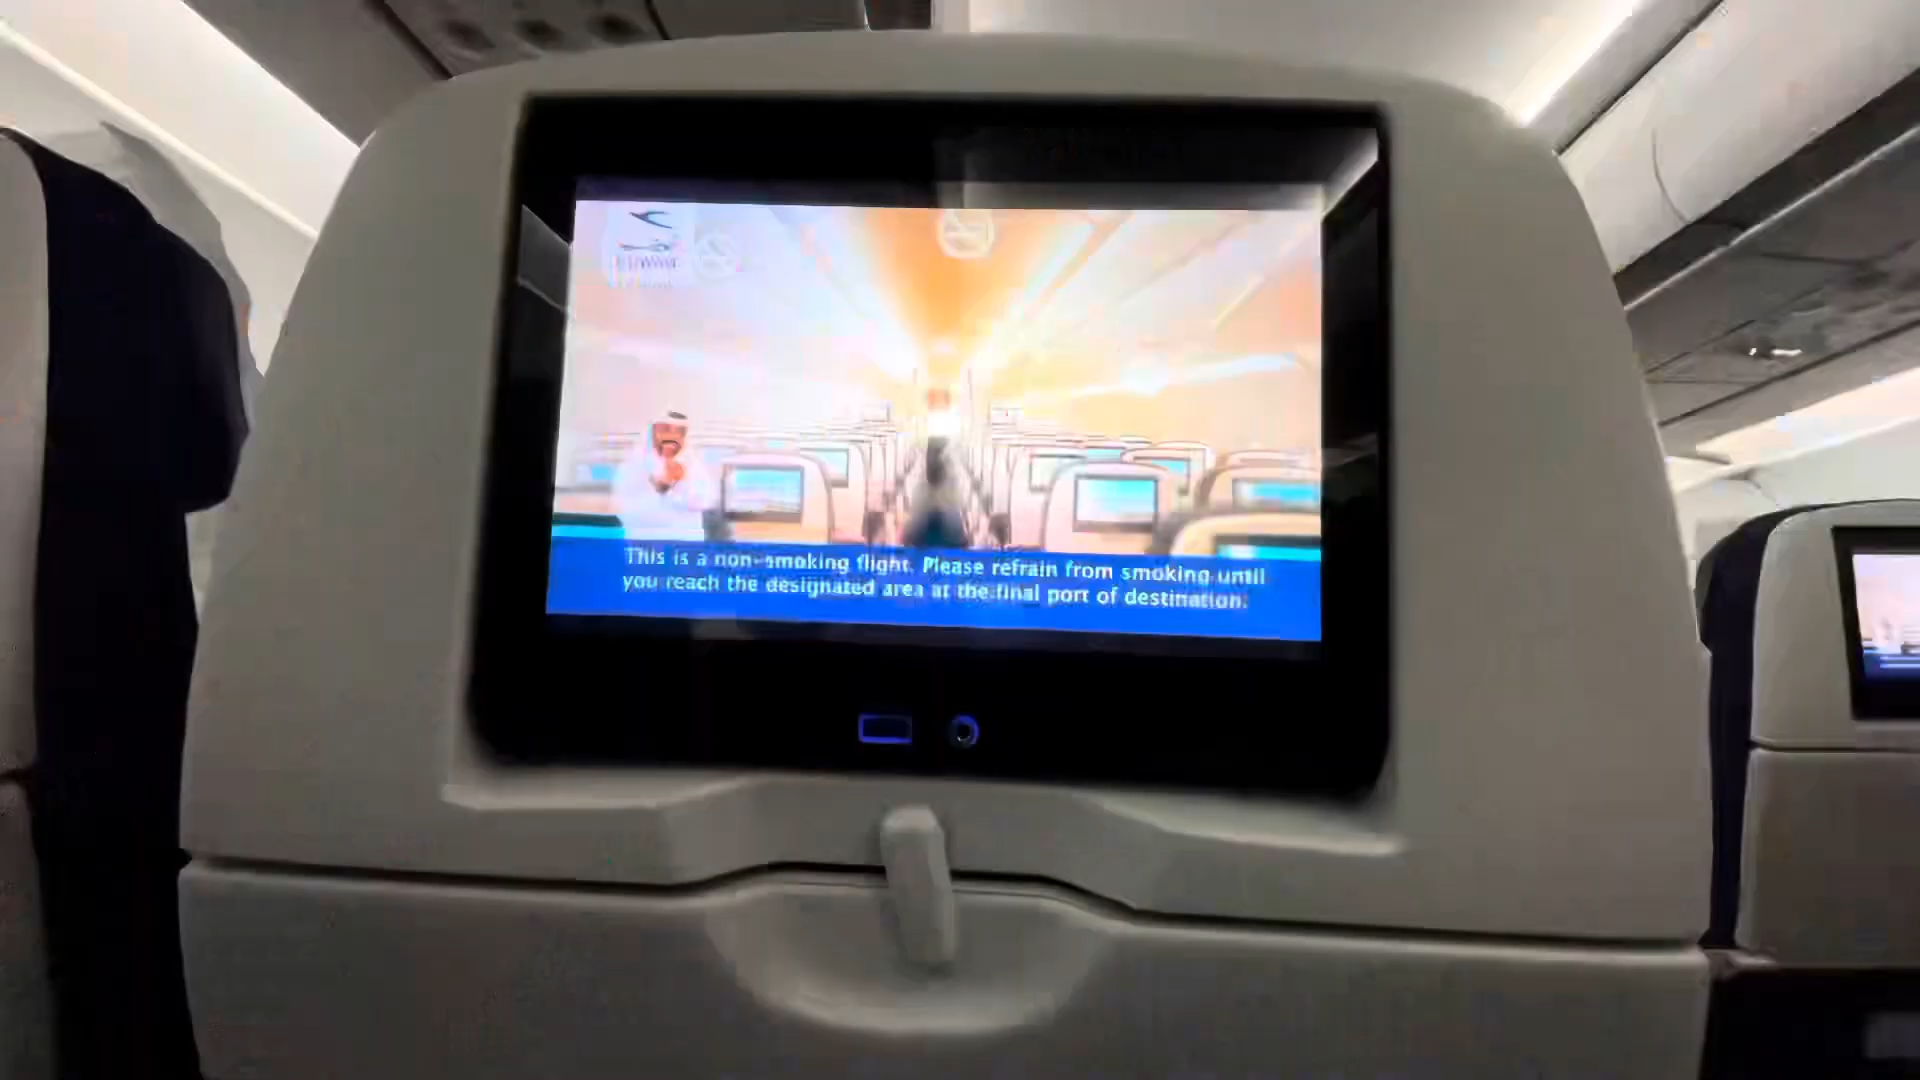 This is a non-smoking flight. Please refrain from smoking until
you reach the designated area at the final port of destination.